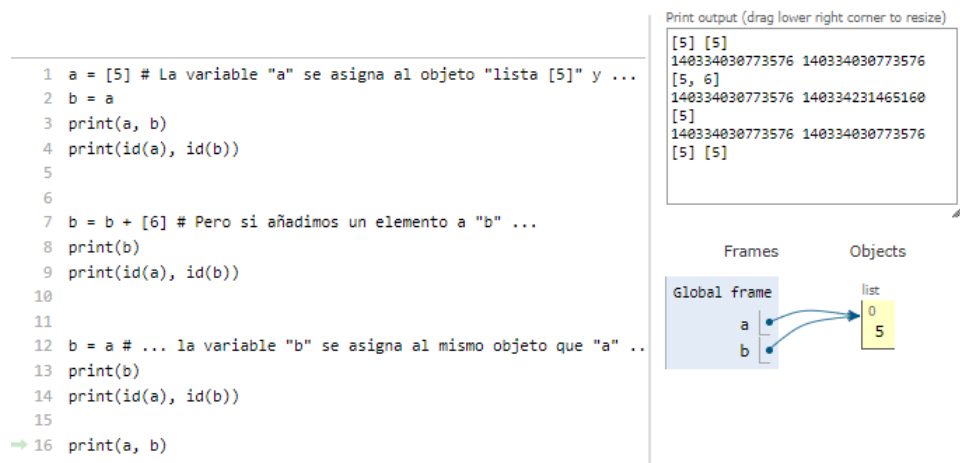 1 a = [5] # La variable "a" se asigna al objeto "lista [5]" y ...
2 b = a
3 print(a, b)
4 print(id(a), id(b))
5
6
7 b = b + [6] # Pero si añadimos un elemento a "b" ...
8 print(b)
9 print(id(a), id(b))
10
11
12 b = a # ... la variable "b" se asigna al mismo objeto que "a" ..
13 print(b)
14 print(id(a), id(b))
15
16 print(a, b)
Print output (drag lower right corner to resize)
[5] [5]
140334030773576 140334030773576
[5, 6]
140334030773576 140334231465160
[5]
140334030773576 140334030773576
[5] [5]
Frames Objects
Global frame
a
b
list
0
5